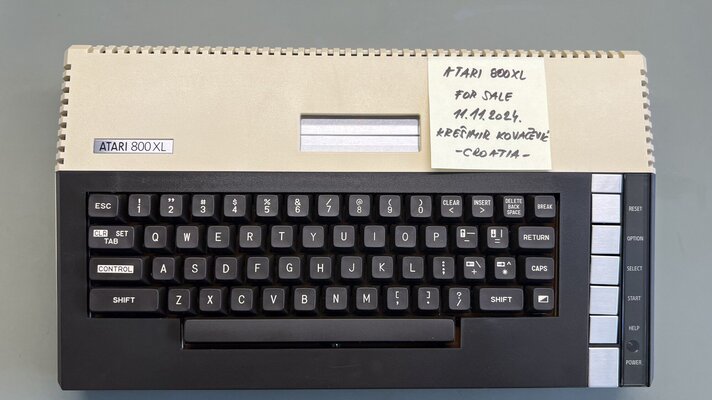 ATARI 800XL
FOR SALE
11.11.2024.
KREŠIMIR KOVAČEVĆ
-CROATIA-
ATARI 800XL
ESC ! 1 " 2 # 3 $ 4 % 5 & 6 / 7 @ 8 ( 9 ) 0 CLEAR < INSERT > DELETE BACK SPACE BREAK
CLR SET TAB Q W E R T Y U I O P - = RETURN
CONTROL A S D F G H J K L : ; \ + ^ * CAPS
SHIFT Z X C V B N M [ , ] . ? / SHIFT
RESET
OPTION
SELECT
START
HELP
POWER